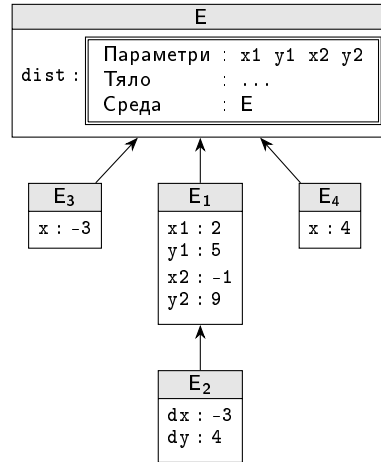 E
dist :
Параметри : x1 y1 x2 y2
Тяло : ...
Среда : E
E₃
x : -3
E₁
x1 : 2
y1 : 5
x2 : -1
y2 : 9
E₄
x : 4
E₂
dx : -3
dy : 4